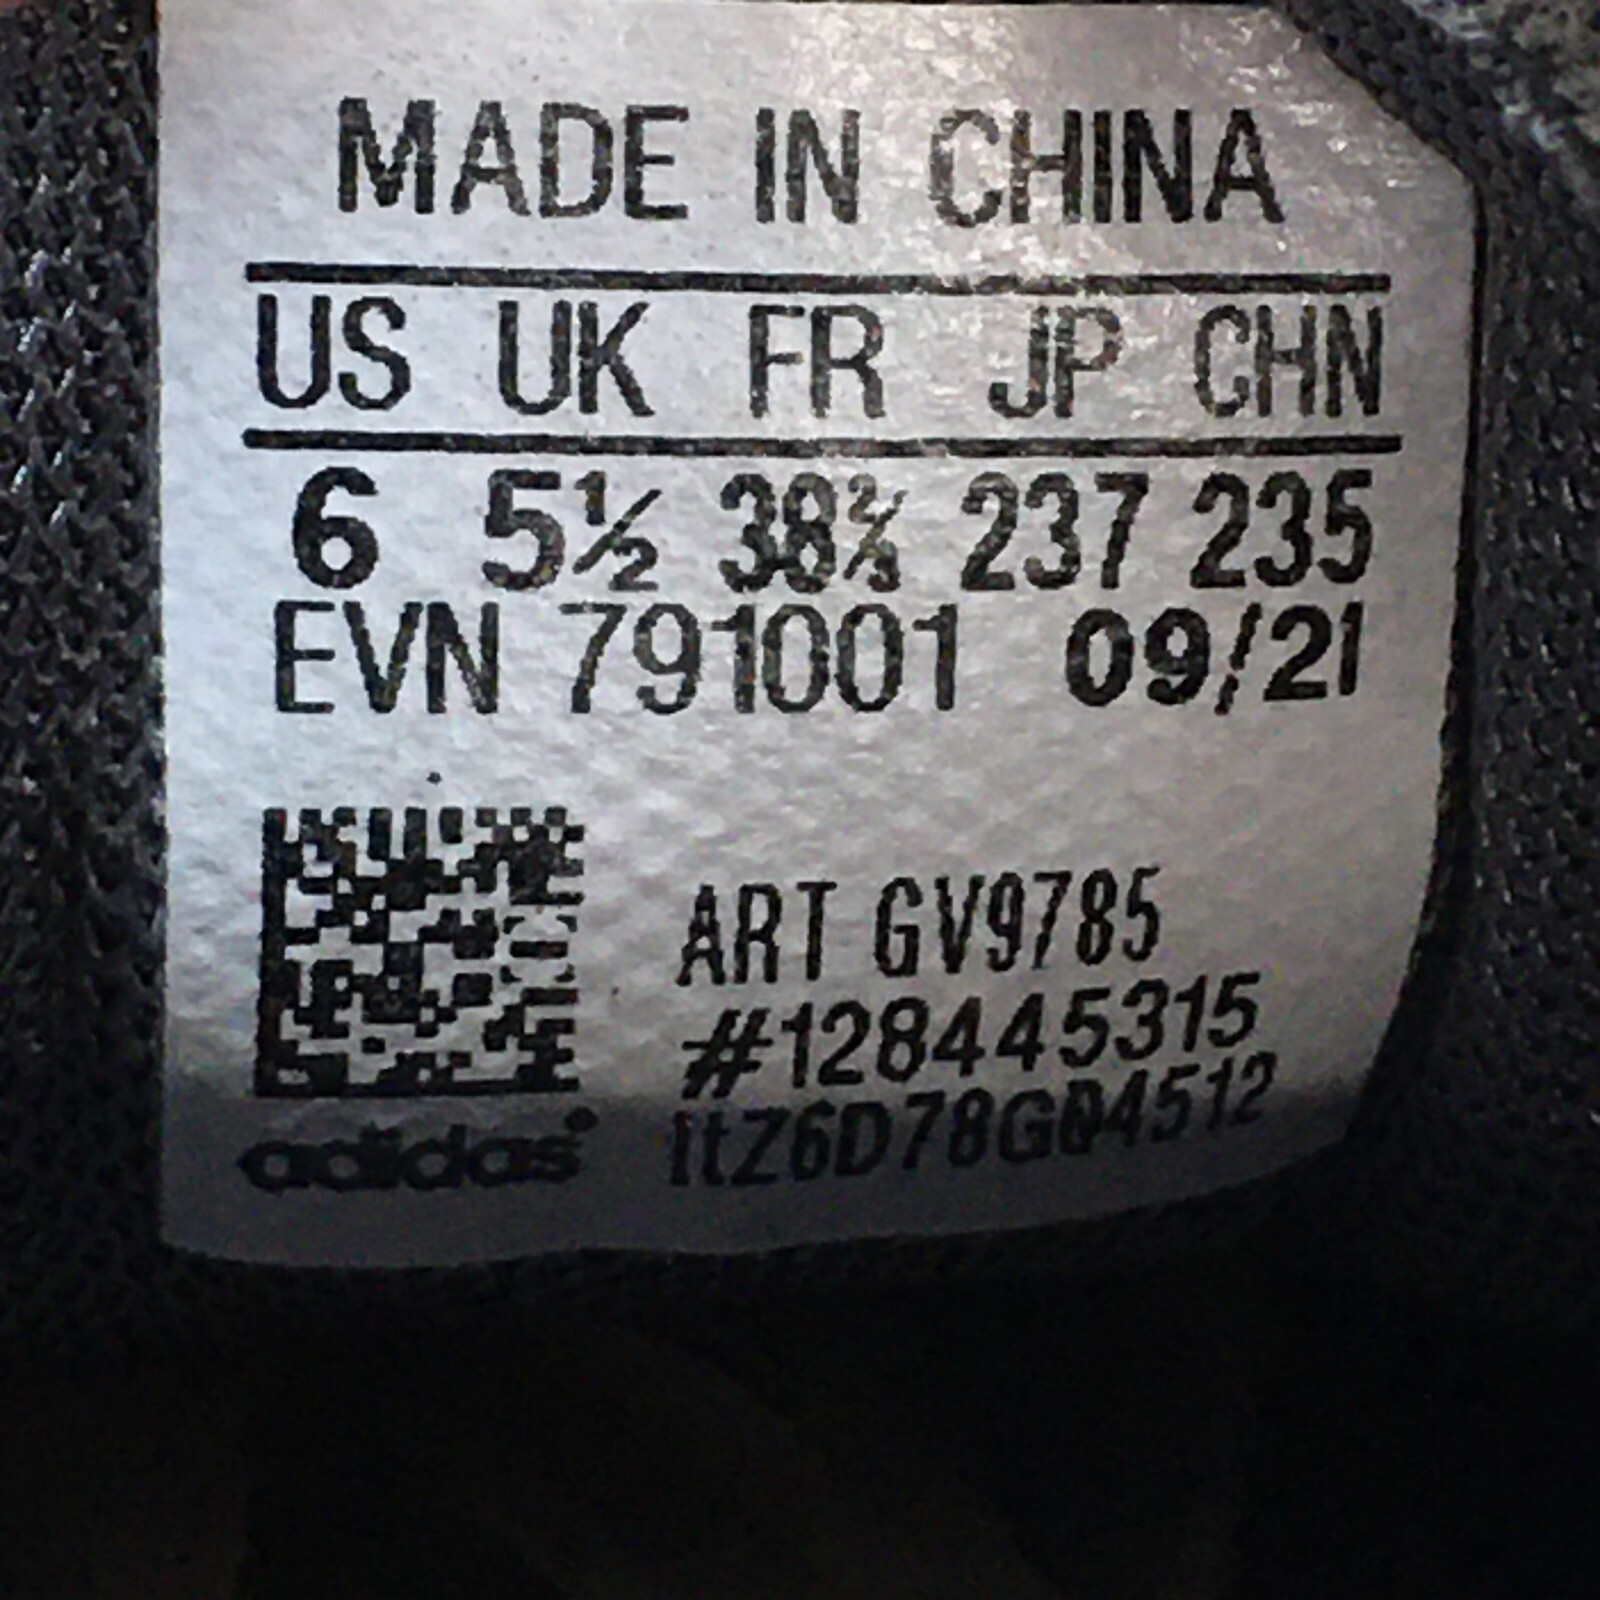 MADE IN CHINA
US UK FR JP CHN
6 5½ 38⅔ 237 235
EVN 791001 09/21
ART GV9785
#128445315
ItZ6D78G04512
adidas